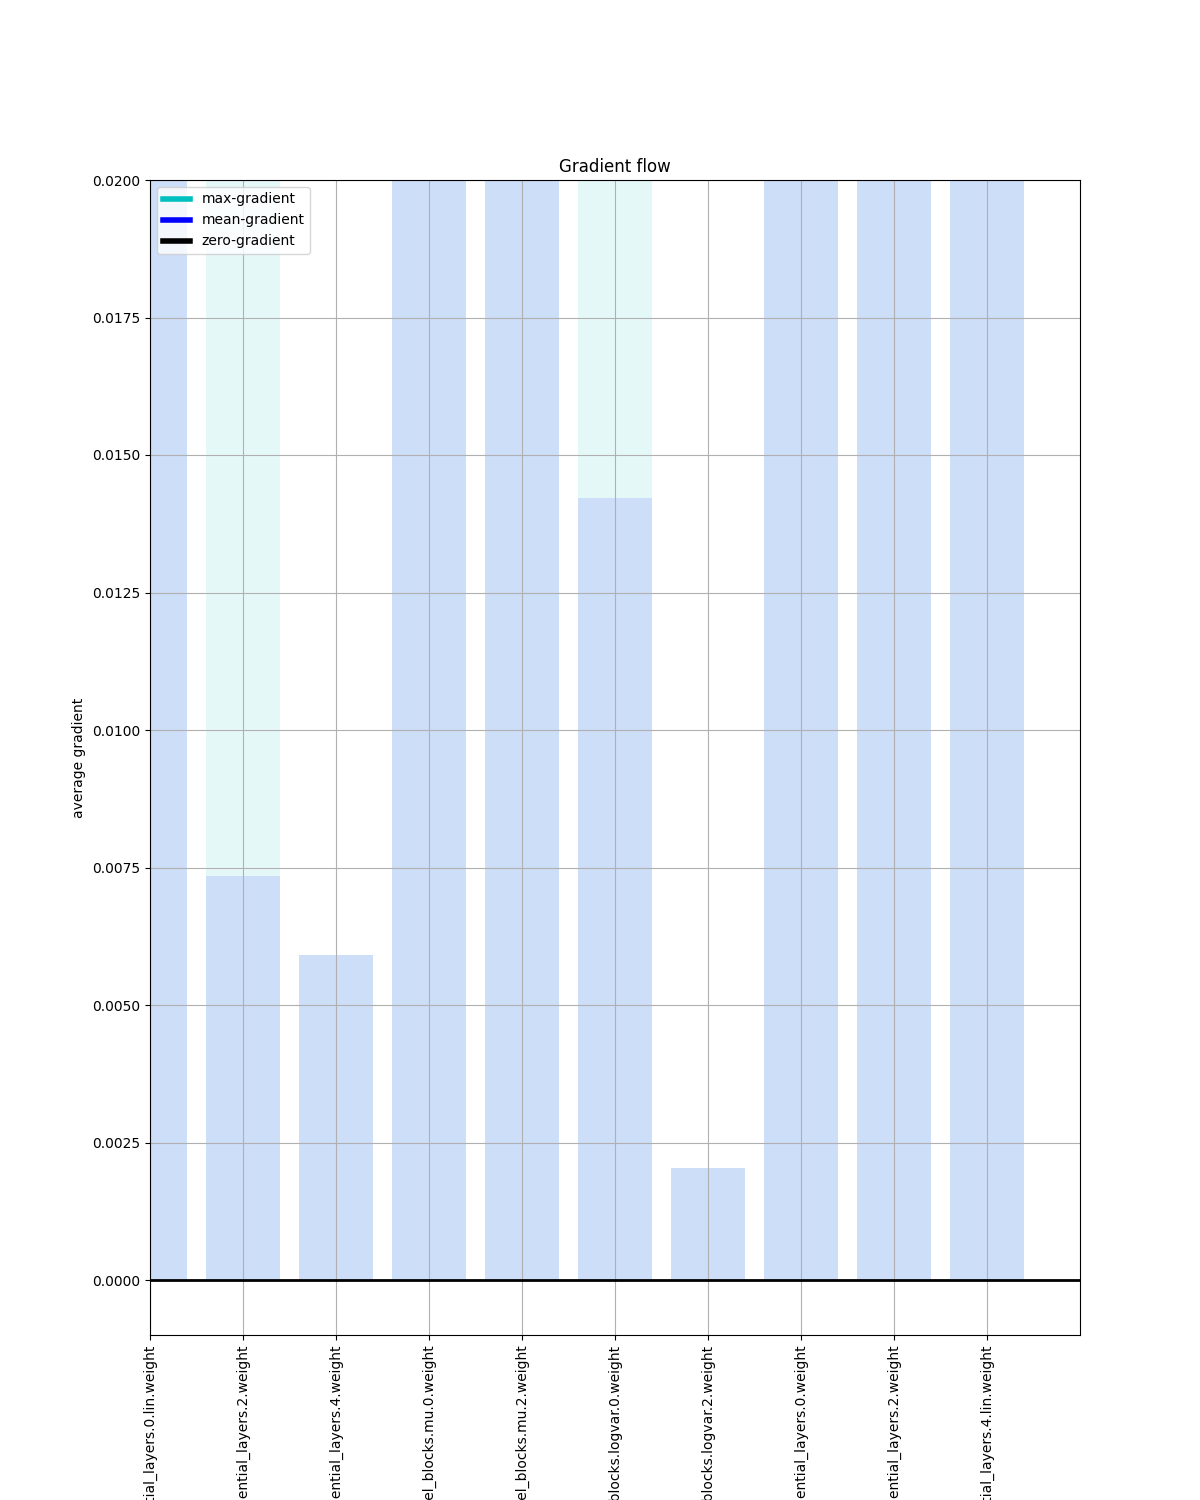 Gradient flow
max-gradient
mean-gradient
zero-gradient
0.0200
0.0175
0.0150
0.0125
0.0100
0.0075
0.0050
0.0025
0.0000
average gradient
tial_layers.0.lin.weight
ential_layers.2.weight
ential_layers.4.weight
el_blocks.mu.0.weight
el_blocks.mu.2.weight
blocks.logvar.0.weight
blocks.logvar.2.weight
ential_layers.0.weight
ential_layers.2.weight
tial_layers.4.lin.weight